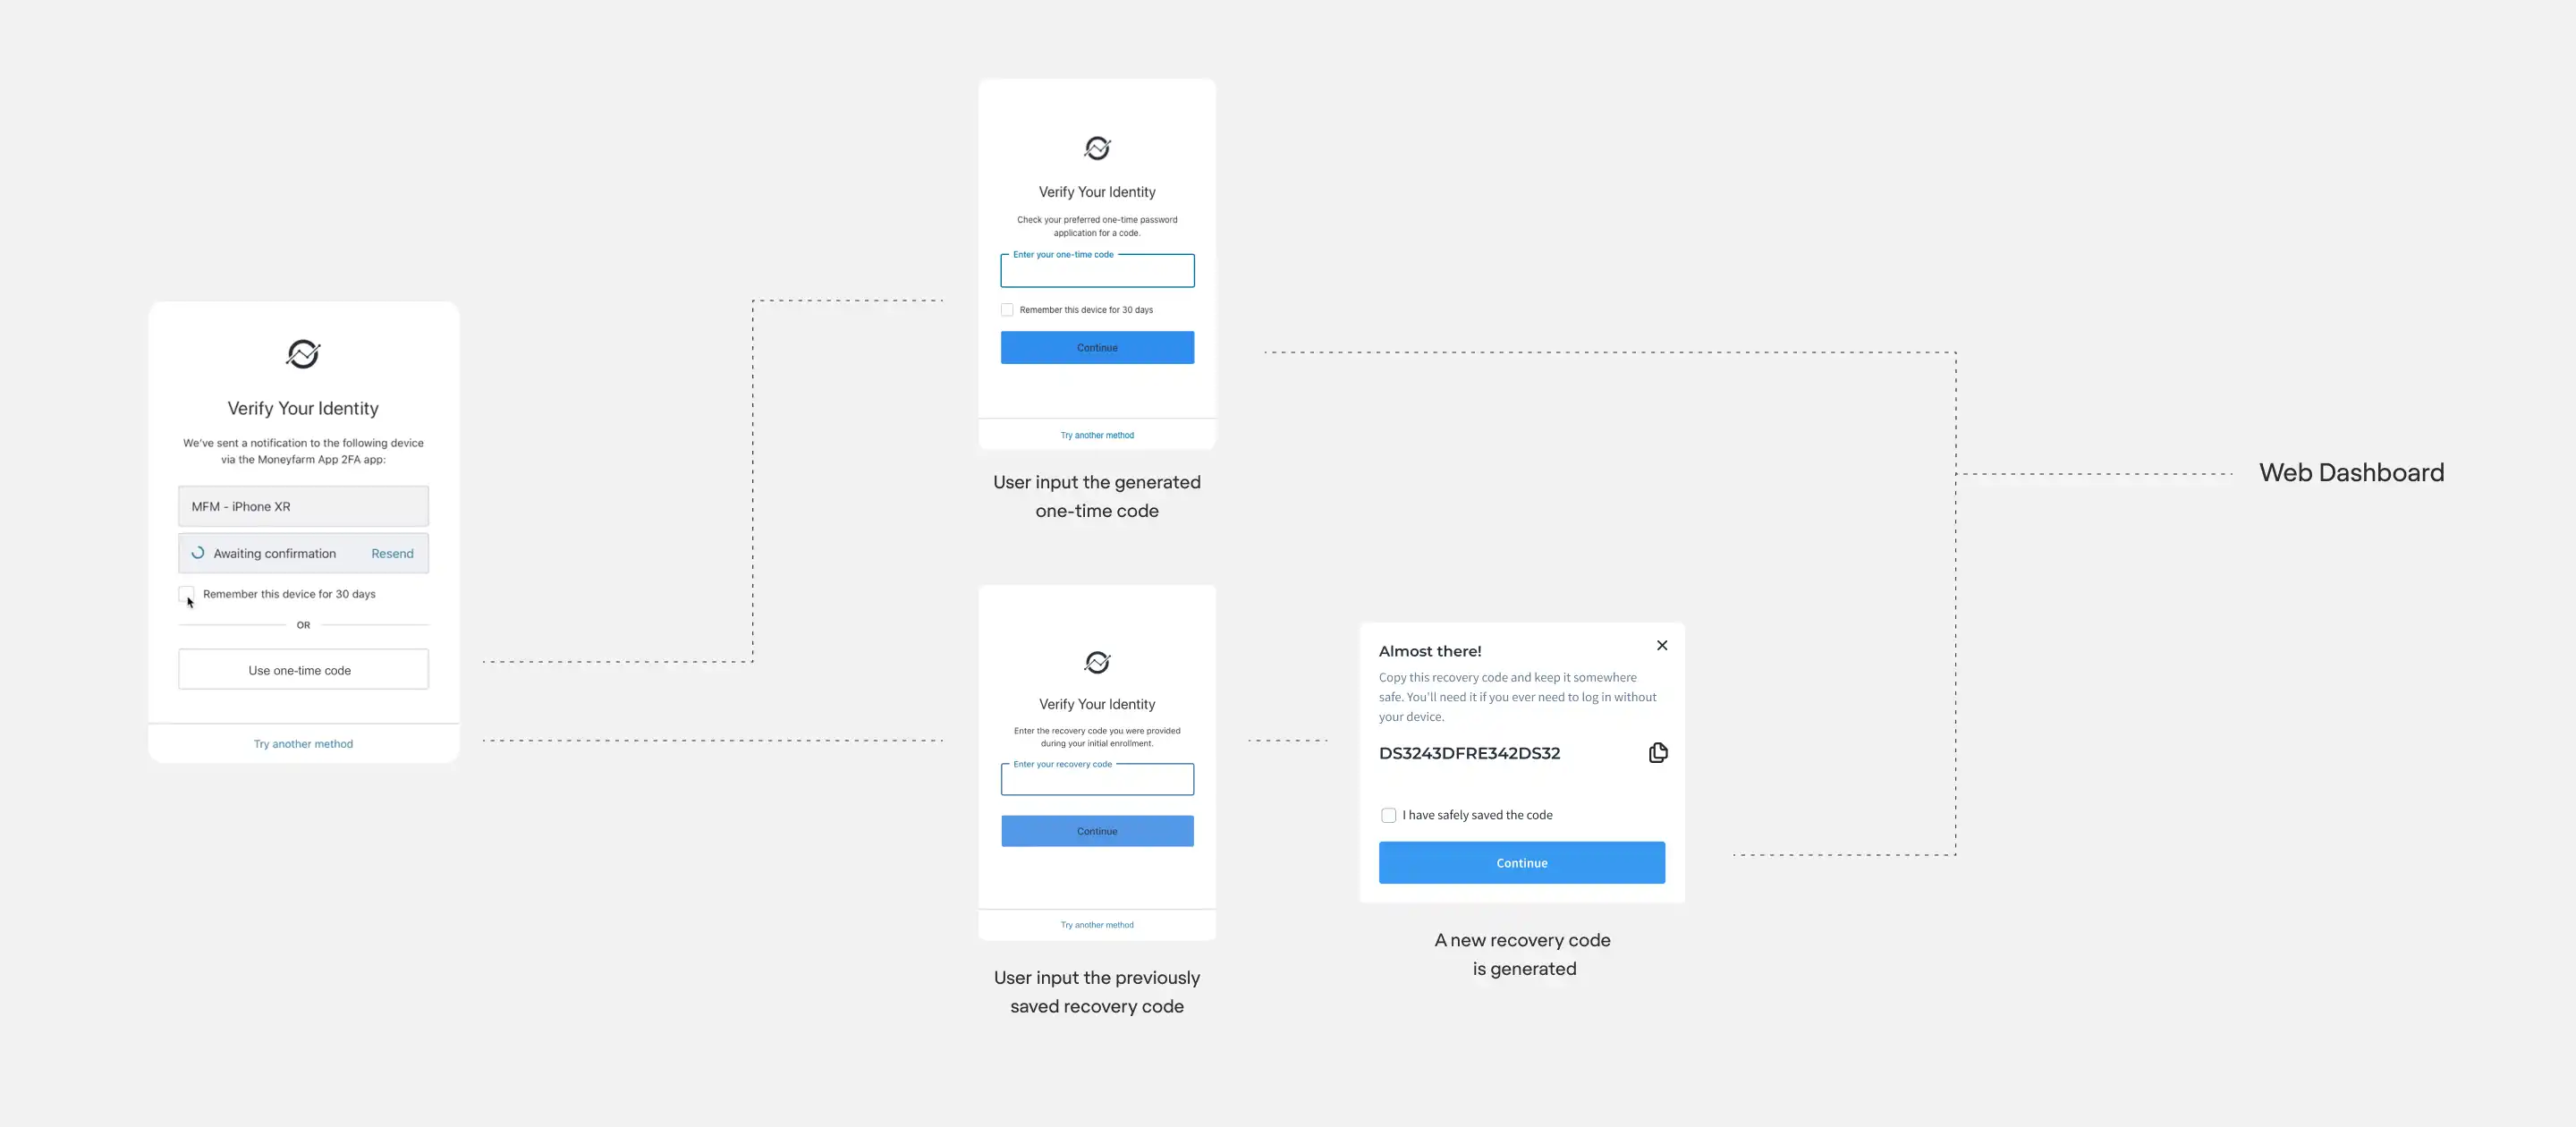 Verify Your Identity
We've sent a notification to the following device
via the Moneyfarm App 2FA app:
MFM - iPhone XR
Awaiting confirmation Resend
Remember this device for 30 days
OR
Use one-time code
Try another method
Verify Your Identity
Check your preferred one-time password
application for a code.
Enter your one-time code
Remember this device for 30 days
Continue
Try another method
User input the generated
one-time code
Verify Your Identity
Enter the recovery code you were provided
during your initial enrollment.
Enter your recovery code
Continue
Try another method
User input the previously
saved recovery code
Almost there!
Copy this recovery code and keep it somewhere
safe. You'll need it if you ever need to log in without
your device.
DS3243DFRE342DS32
I have safely saved the code
Continue
A new recovery code
is generated
Web Dashboard